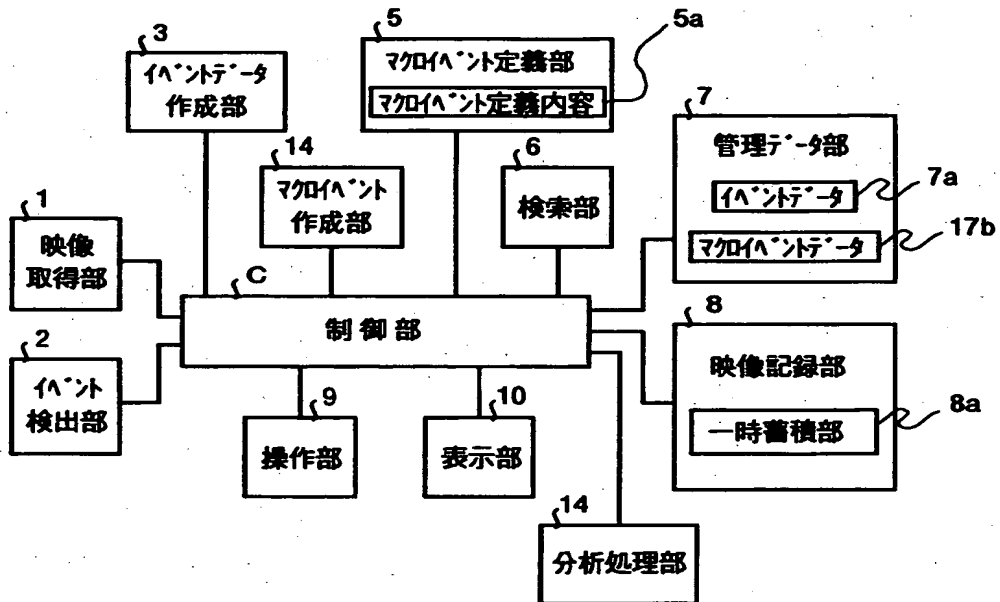 3
イベントデータ
作成部
5
マクロイベント定義部
マクロイベント定義内容
5a
14
マクロイベント
作成部
6
検索部
7
管理データ部
イベントデータ
7a
マクロイベントデータ
17b
1
映像
取得部
C
制御部
2
イベント
検出部
8
映像記録部
一時蓄積部
8a
9
操作部
10
表示部
14
分析処理部